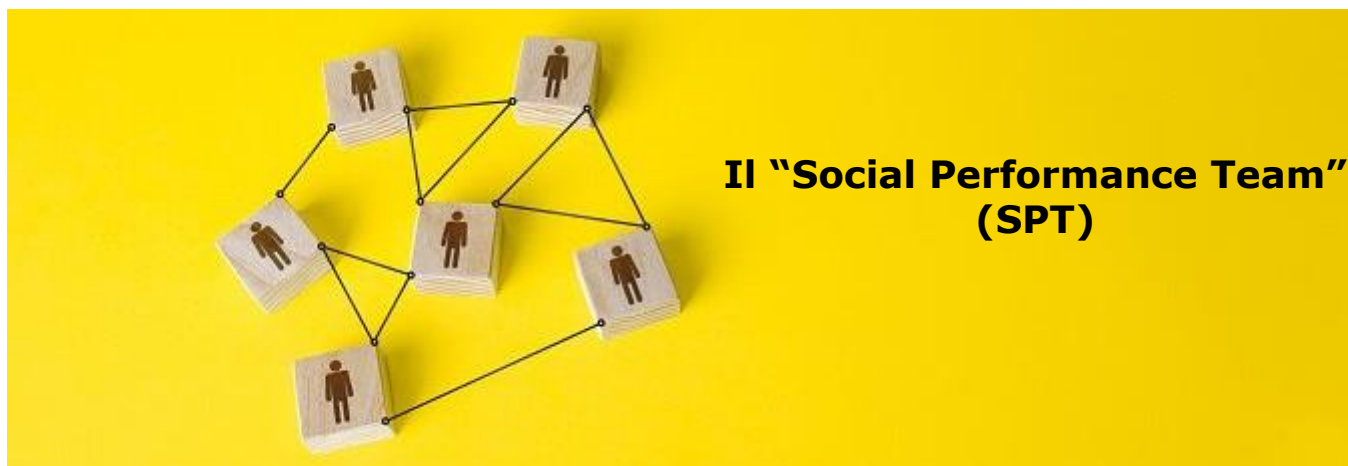 Il “Social Performance Team”
(SPT)